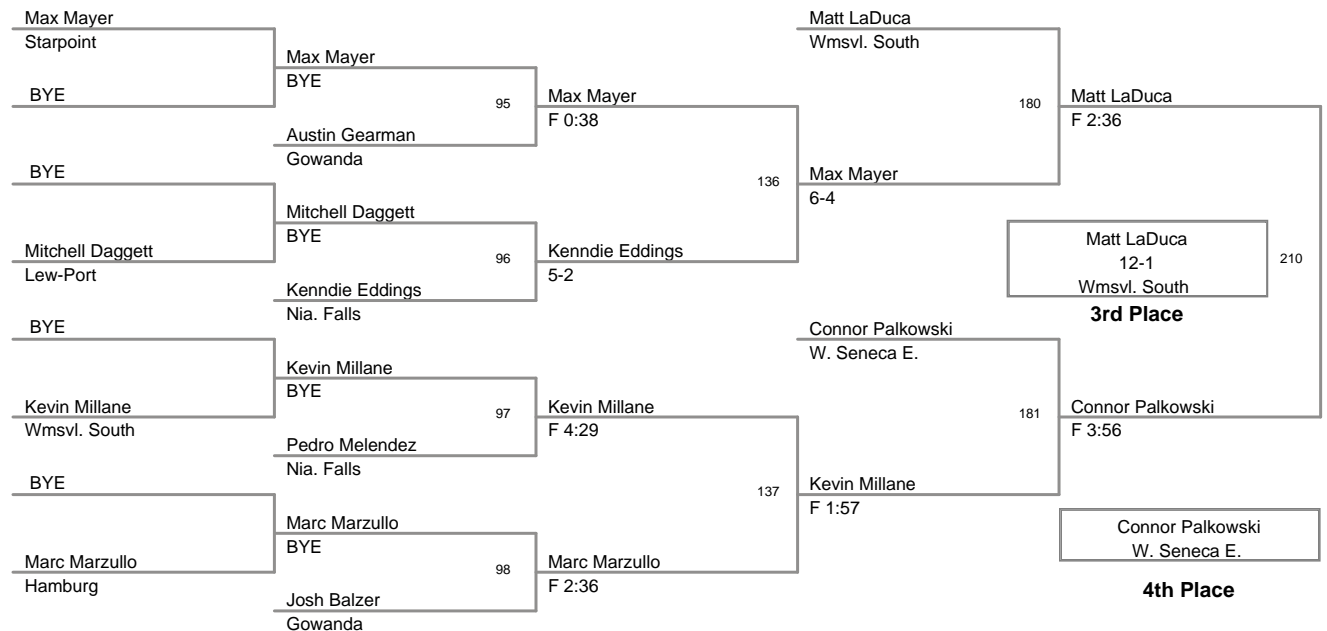 Max Mayer
Starpoint
BYE
BYE
Mitchell Daggett
Lew-Port
BYE
Kevin Millane
Wmsvl. South
BYE
Marc Marzullo
Hamburg
Max Mayer
BYE
95
Austin Gearman
Gowanda
Mitchell Daggett
BYE
96
Kenndie Eddings
Nia. Falls
Kevin Millane
BYE
97
Pedro Melendez
Nia. Falls
Marc Marzullo
BYE
98
Josh Balzer
Gowanda
Max Mayer
F 0:38
136
Kenndie Eddings
5-2
Kevin Millane
F 4:29
137
Marc Marzullo
F 2:36
Matt LaDuca
Wmsvl. South
180
Max Mayer
6-4
Connor Palkowski
W. Seneca E.
181
Kevin Millane
F 1:57
Matt LaDuca
F 2:36
Matt LaDuca
12-1
Wmsvl. South
210
3rd Place
Connor Palkowski
F 3:56
Connor Palkowski
W. Seneca E.
4th Place